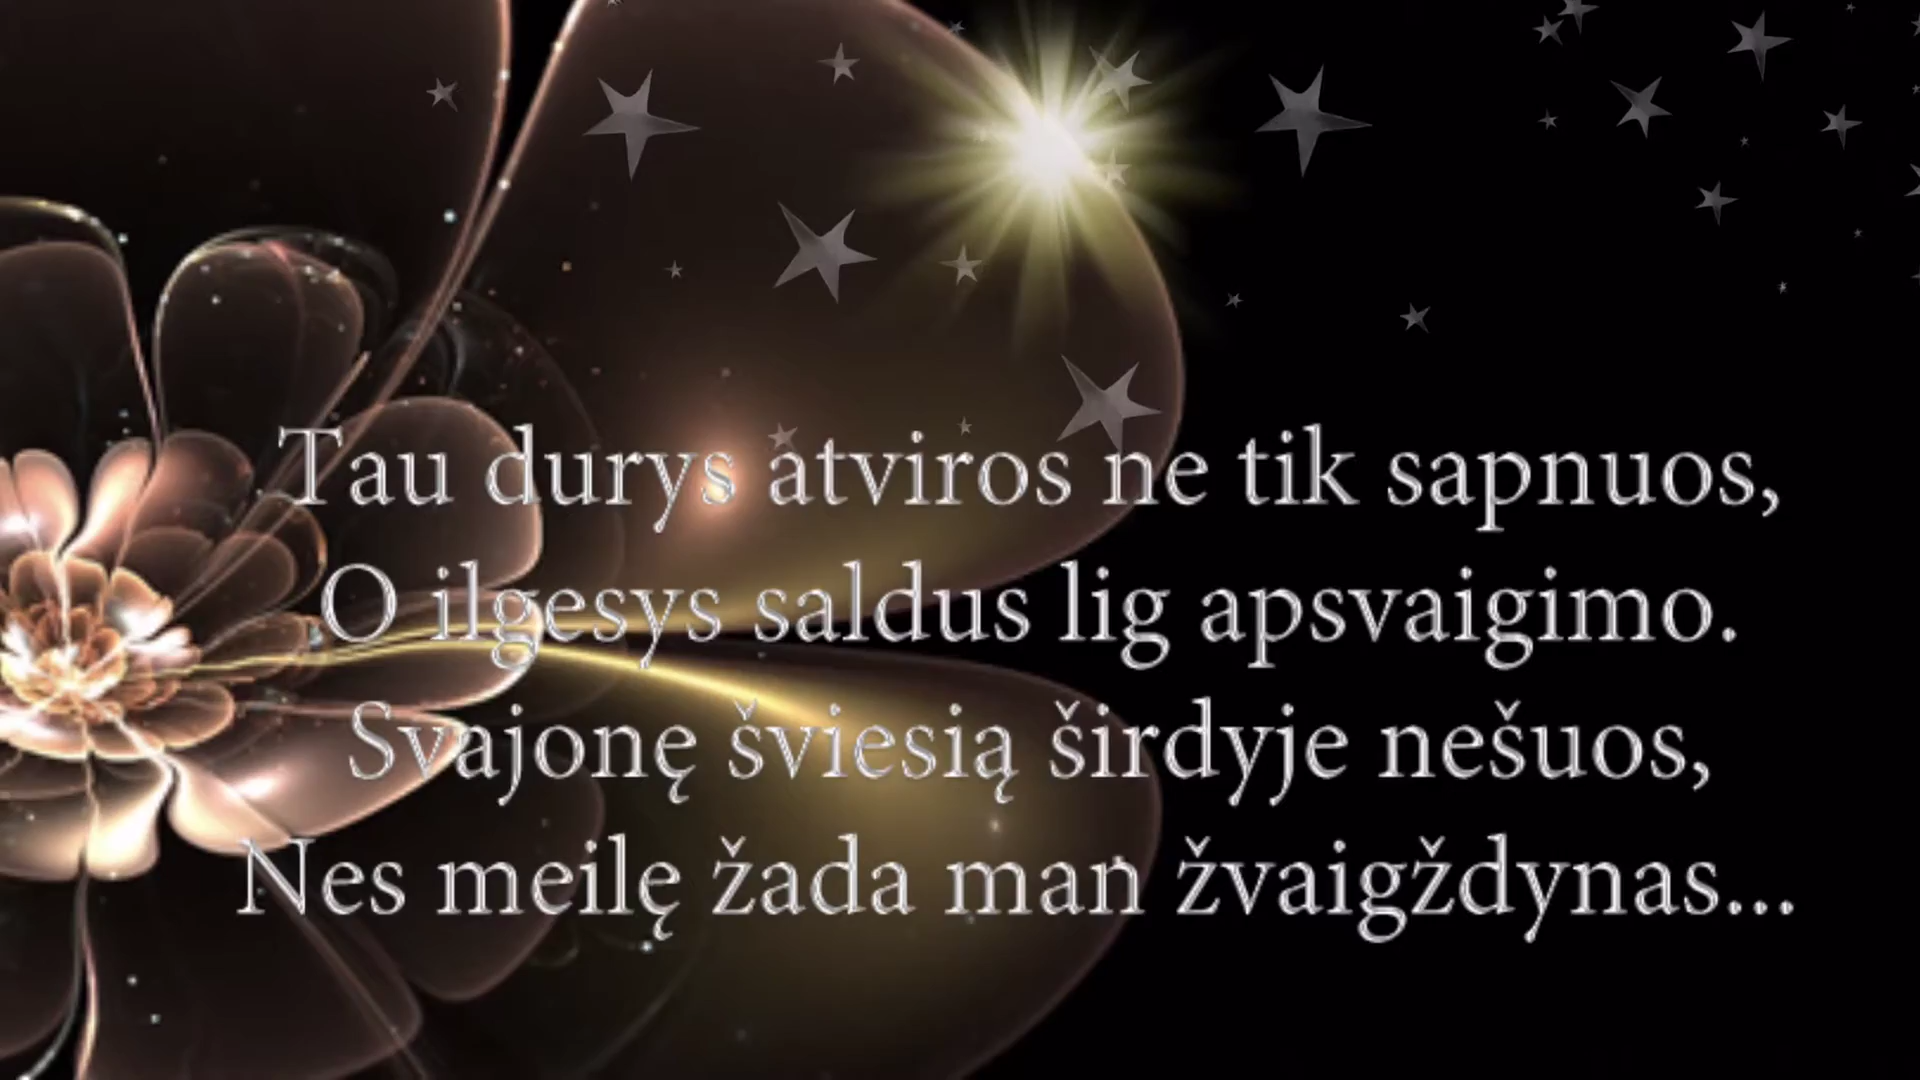 Tau durys atviros ne tik sapnuos,
O ilgesys saldus lig apsvaigimo.
Svajonę šviesią širdyje nešuos,
Nes meilę žada man žvaigždynas...